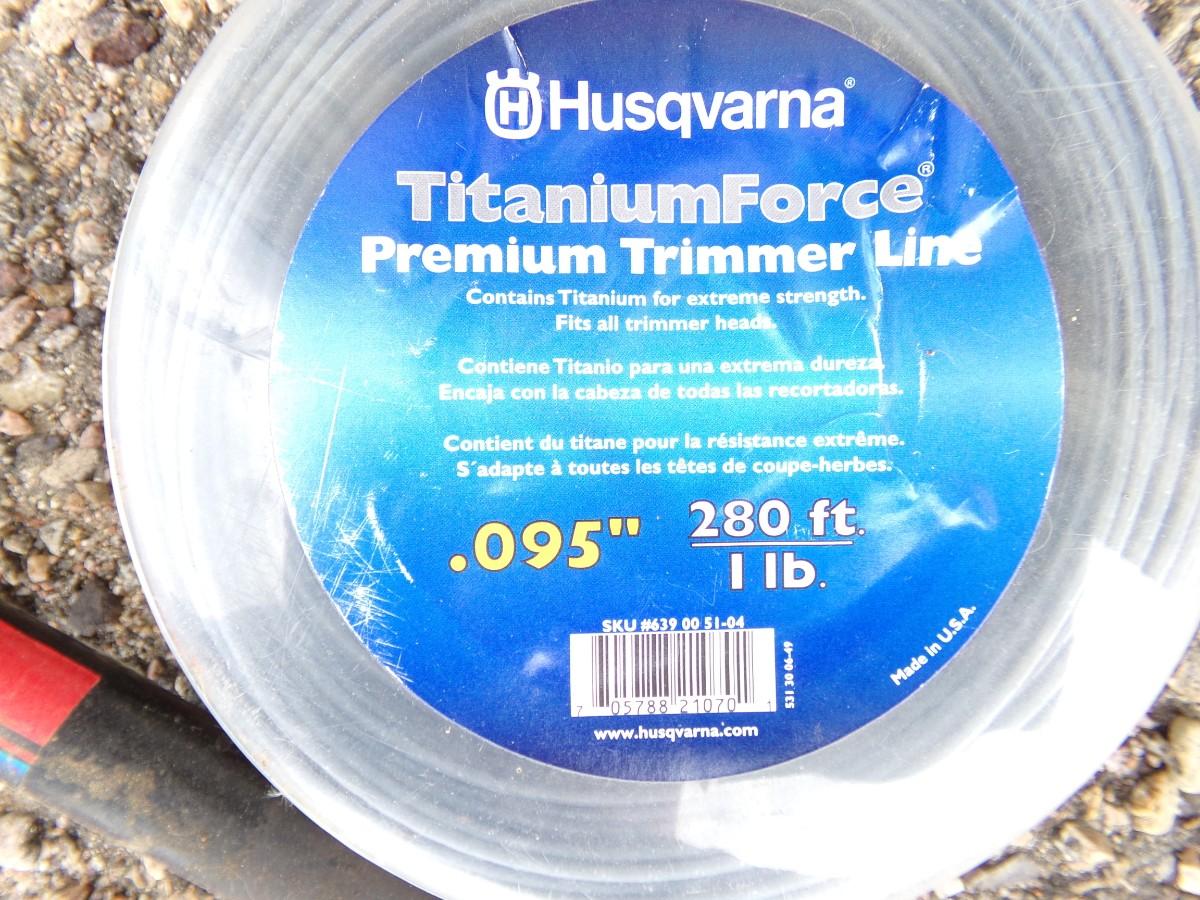 H Husqvarna®
TitaniumForce®
Premium Trimmer Line
Contains Titanium for extreme strength.
Fits all trimmer heads.
Contiene Titanio para una extrema dureza.
Encaja con la cabeza de todas las recortadoras.
Contient du titane pour la résistance extrême.
S´adapte à toutes les têtes de coupe-herbes.
.095"
280 ft.
1 lb.
SKU #639 00 51-04
7 05788 21070 1
531 30 06-49
www.husqvarna.com
Made in U.S.A.